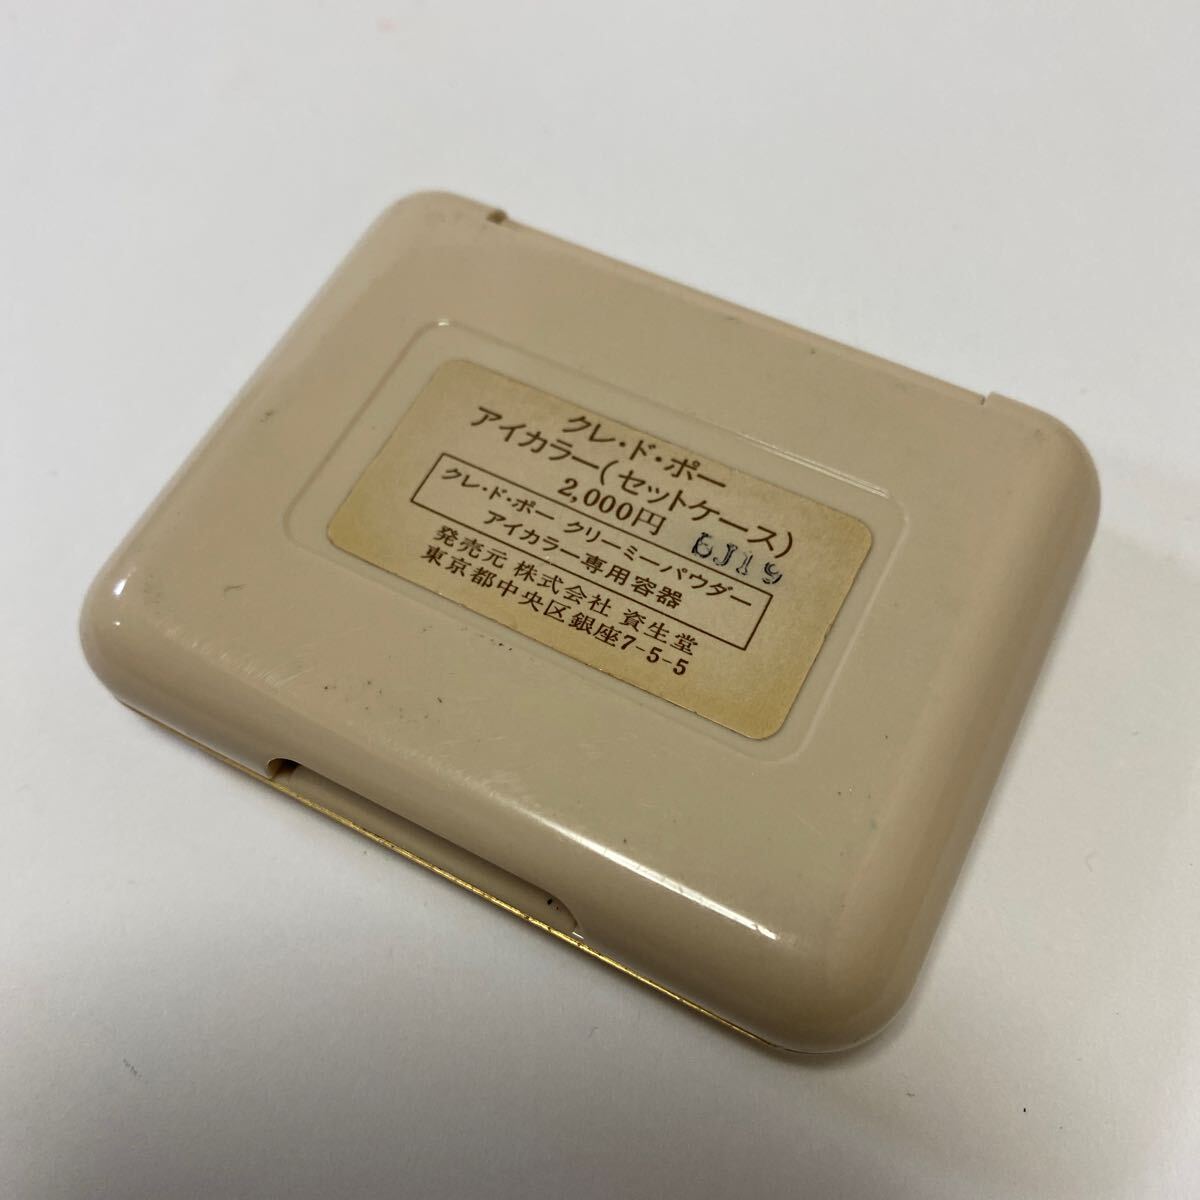 クレ・ド・ポー
アイカラー(セットケース)
2,000円 6J19
クレ・ド・ポー クリーミーパウダー
アイカラー専用容器
発売元 株式会社 資生堂
東京都中央区銀座7-5-5